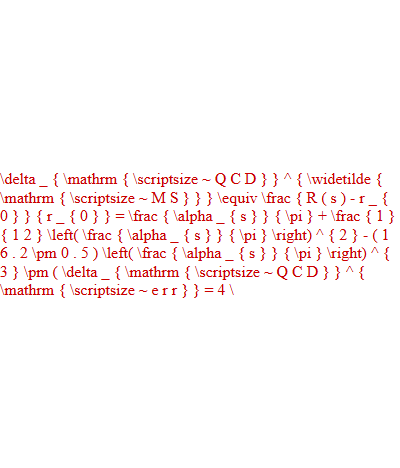 \delta _ { \mathrm { \scriptsize ~ Q C D } } ^ { \widetilde {
\mathrm { \scriptsize ~ M S } } } \equiv \frac { R ( s ) - r _ {
0 } } { r _ { 0 } } = \frac { \alpha _ { s } } { \pi } + \frac { 1 }
{ 1 2 } \left( \frac { \alpha _ { s } } { \pi } \right) ^ { 2 } - ( 1
6 . 2 \pm 0 . 5 ) \left( \frac { \alpha _ { s } } { \pi } \right) ^ {
3 } \pm ( \delta _ { \mathrm { \scriptsize ~ Q C D } } ^ {
\mathrm { \scriptsize ~ e r r } } = 4 \